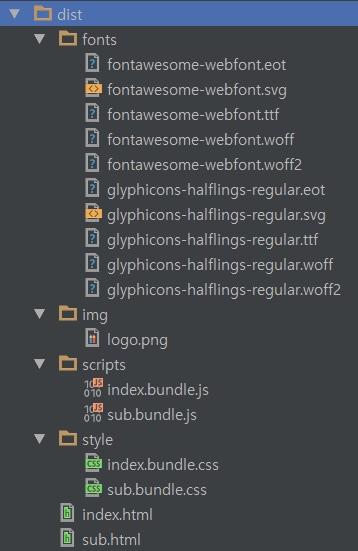 dist
fonts
fontawesome-webfont.eot
fontawesome-webfont.svg
fontawesome-webfont.ttf
fontawesome-webfont.woff
fontawesome-webfont.woff2
glyphicons-halflings-regular.eot
glyphicons-halflings-regular.svg
glyphicons-halflings-regular.ttf
glyphicons-halflings-regular.woff
glyphicons-halflings-regular.woff2
img
logo.png
scripts
index.bundle.js
sub.bundle.js
style
index.bundle.css
sub.bundle.css
index.html
sub.html